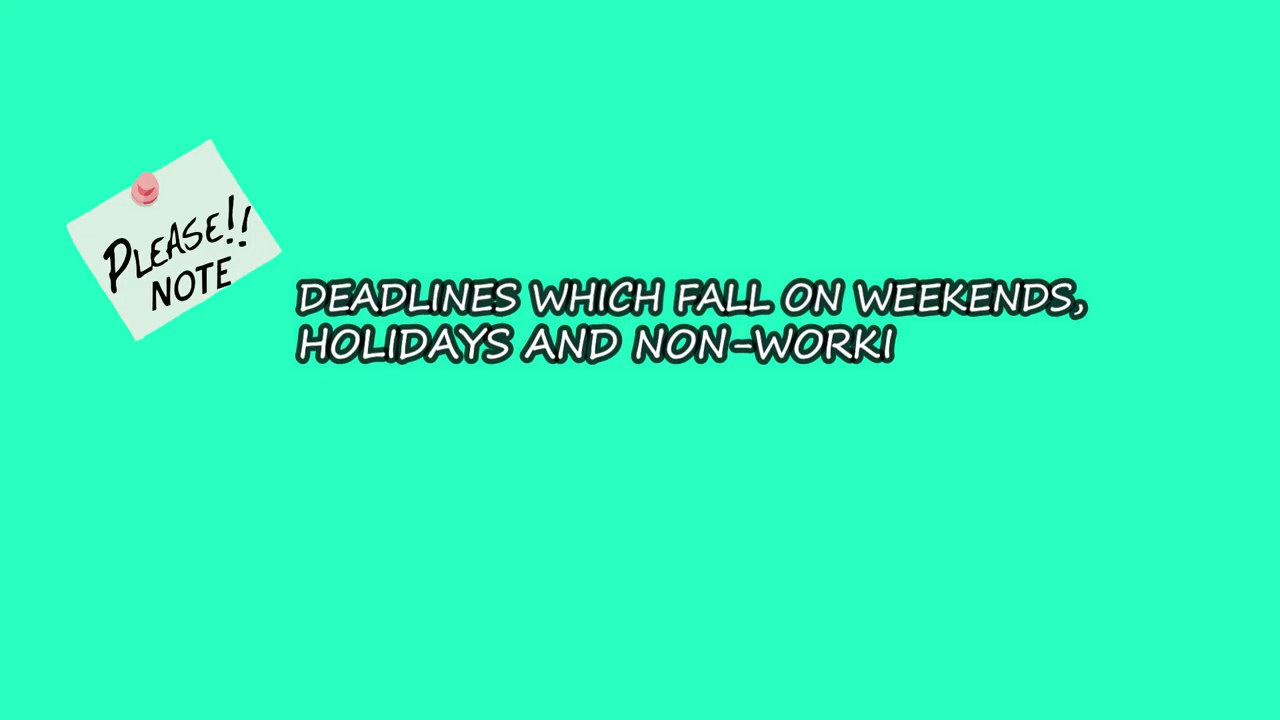 PLEASE!!
NOTE
DEADLINES WHICH FALL ON WEEKENDS,
HOLIDAYS AND NON-WORKI